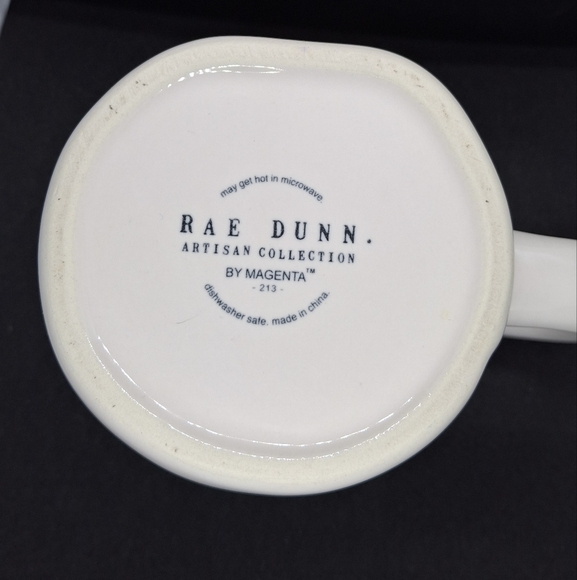 may get hot in microwave.
RAE DUNN.
ARTISAN COLLECTION
BY MAGENTA™
- 213 -
dishwasher safe. made in china.